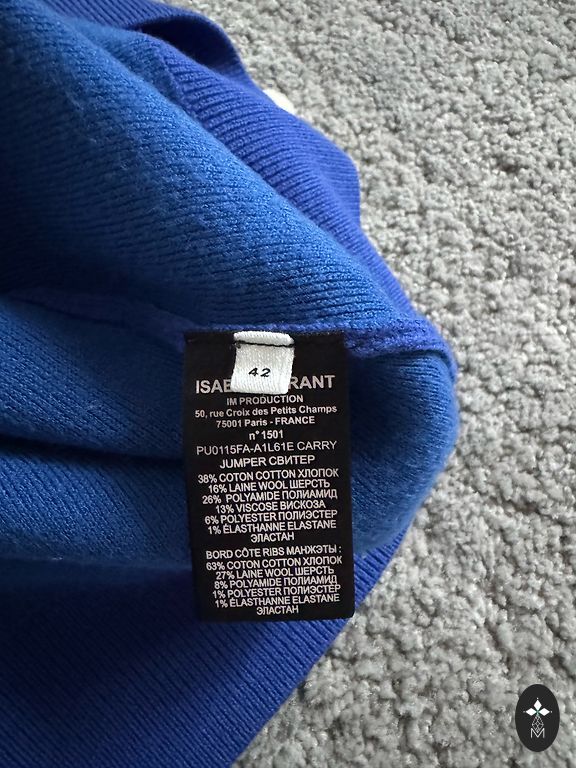 42
ISAB RANT
IM PRODUCTION
50, rue Croix des Petits Champs
75001 Paris - FRANCE
n° 1501
PU0115FA-A1L61E CARRY
JUMPER СВИТЕР
38% COTON COTTON ХЛОПОК
16% LAINE WOOL ШЕРСТЬ
26% POLYAMIDE ПОЛИАМИД
13% VISCOSE ВИСКОЗА
6% POLYESTER ПОЛИЭСТЕР
1% ÉLASTHANNE ELASTANE
ЭЛАСТАН
BORD CÔTE RIBS МАНЖЭТЫ :
63% COTON COTTON ХЛОПОК
27% LAINE WOOL ШЕРСТЬ
8% POLYAMIDE ПОЛИАМИД
1% POLYESTER ПОЛИЭСТЕР
1% ÉLASTHANNE ELASTANE
ЭЛАСТАН
M